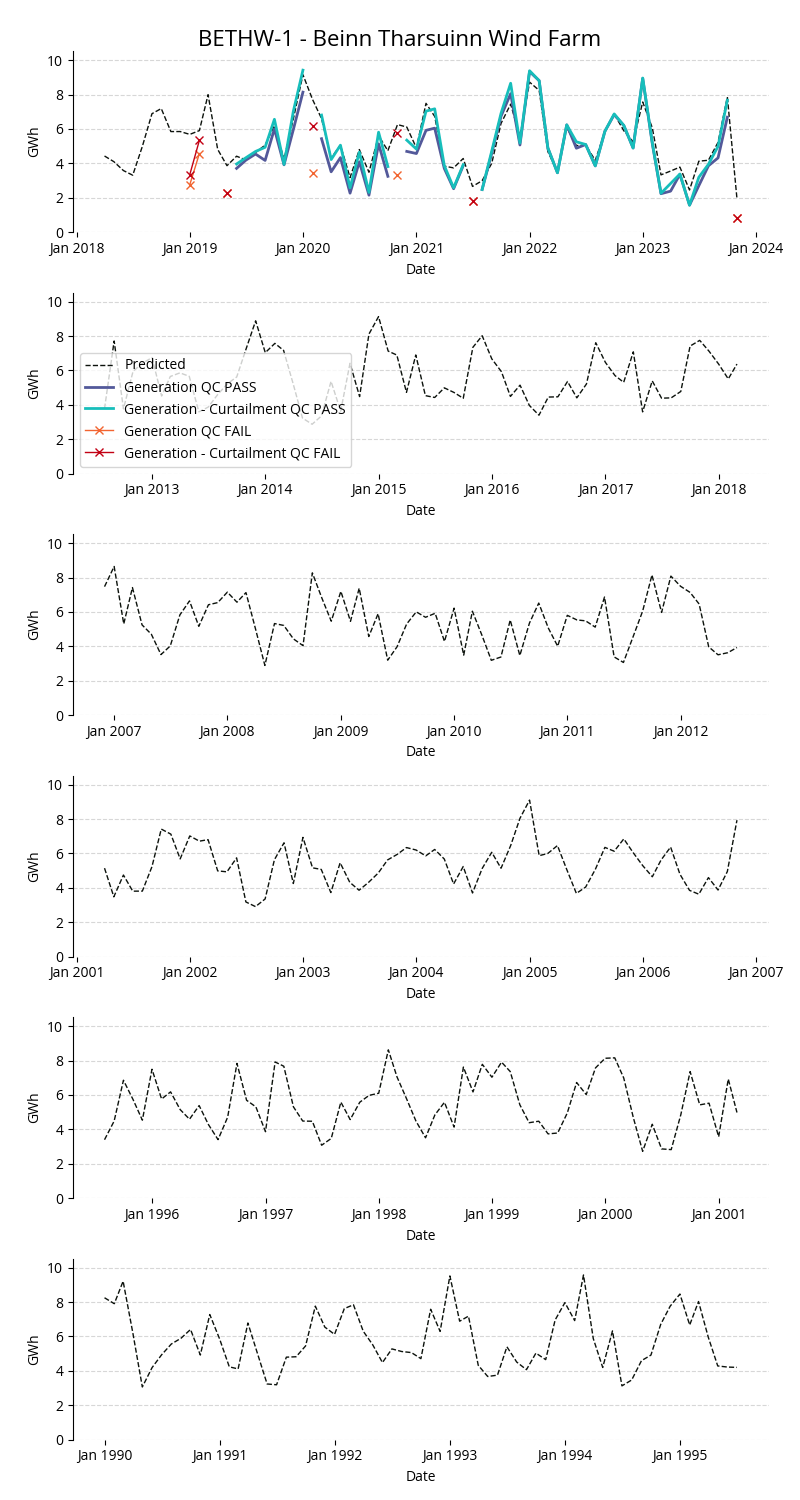 BETHW-1 - Beinn Tharsuinn Wind Farm
10
8
6
4
2
0
GWh
Jan 2018 Jan 2019 Jan 2020 Jan 2021 Jan 2022 Jan 2023 Jan 2024
Date
10
8
6
4
2
0
GWh
Predicted
Generation QC PASS
Generation - Curtailment QC PASS
Generation QC FAIL
Generation - Curtailment QC FAIL
Jan 2013 Jan 2014 Jan 2015 Jan 2016 Jan 2017 Jan 2018
Date
10
8
6
4
2
0
GWh
Jan 2007 Jan 2008 Jan 2009 Jan 2010 Jan 2011 Jan 2012
Date
10
8
6
4
2
0
GWh
Jan 2001 Jan 2002 Jan 2003 Jan 2004 Jan 2005 Jan 2006 Jan 2007
Date
10
8
6
4
2
0
GWh
Jan 1996 Jan 1997 Jan 1998 Jan 1999 Jan 2000 Jan 2001
Date
10
8
6
4
2
0
GWh
Jan 1990 Jan 1991 Jan 1992 Jan 1993 Jan 1994 Jan 1995
Date